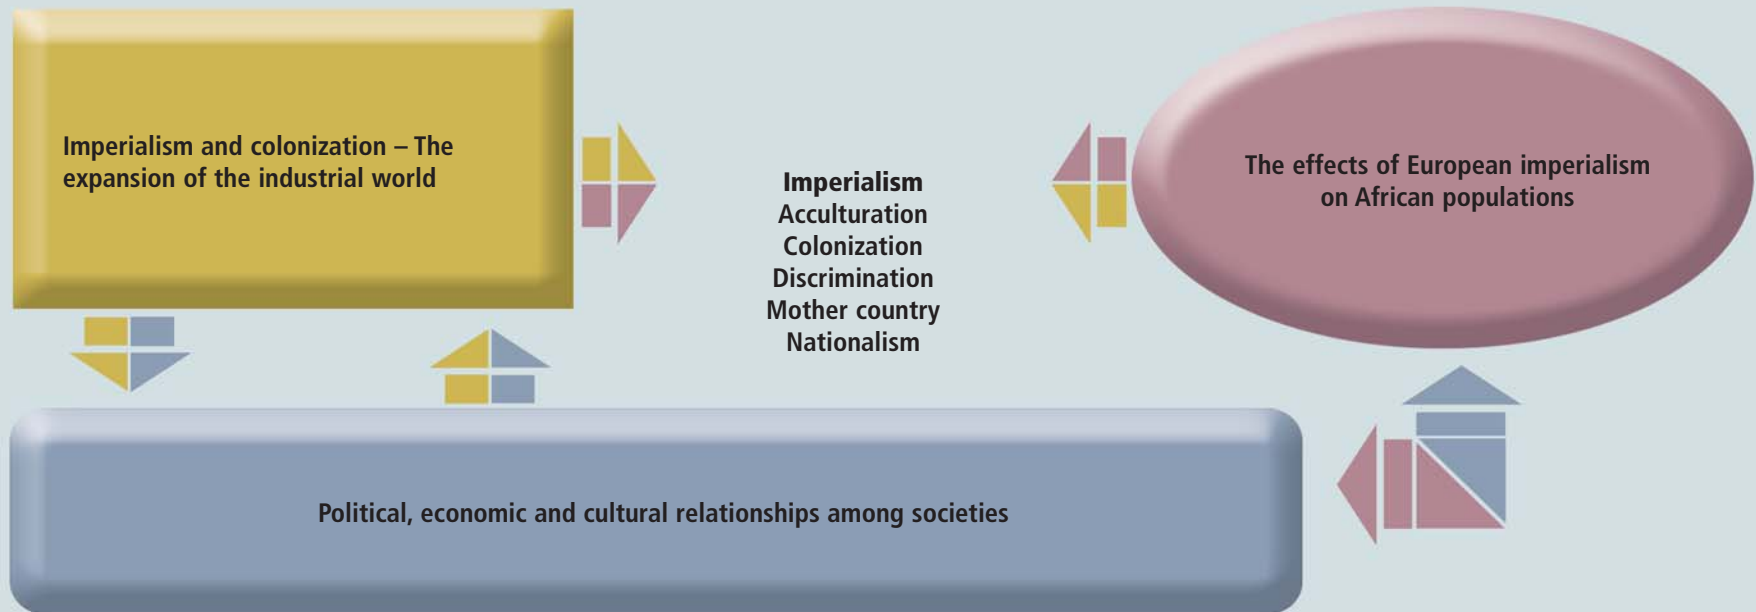 Imperialism and colonization – The
expansion of the industrial world
Imperialism
Acculturation
Colonization
Discrimination
Mother country
Nationalism
The effects of European imperialism
on African populations
Political, economic and cultural relationships among societies